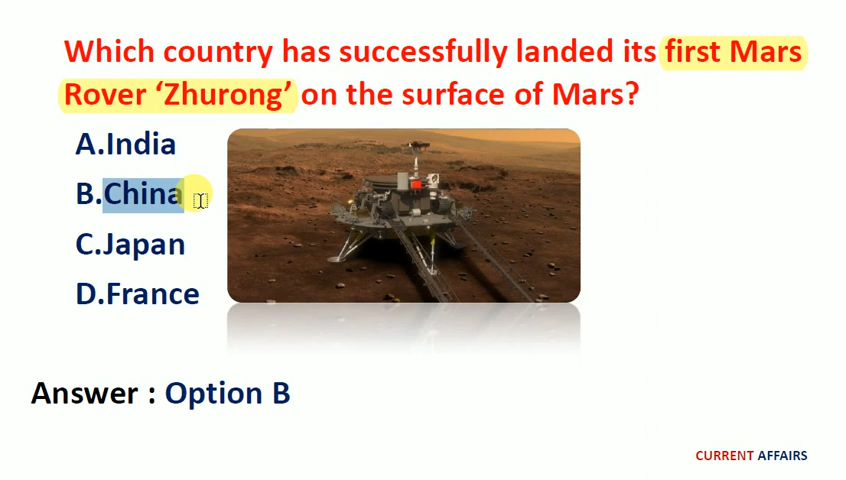 Which country has successfully landed its first Mars
Rover ‘Zhurong’ on the surface of Mars?
A.India
B.China
C.Japan
D.France
Answer : Option B
CURRENT AFFAIRS